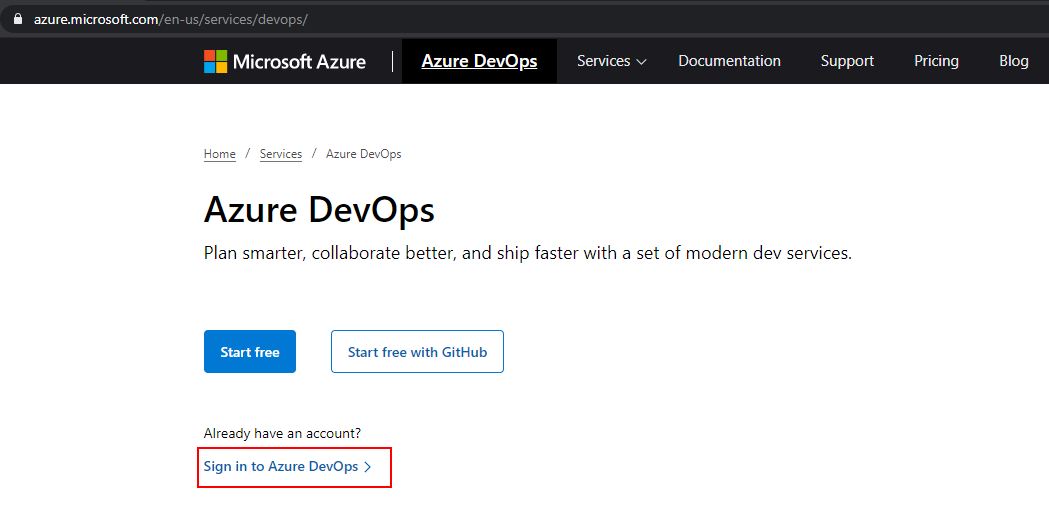 azure.microsoft.com/en-us/services/devops/
Microsoft Azure | Azure DevOps Services Documentation Support Pricing Blog
Home / Services / Azure DevOps
Azure DevOps
Plan smarter, collaborate better, and ship faster with a set of modern dev services.
Start free Start free with GitHub
Already have an account?
Sign in to Azure DevOps >